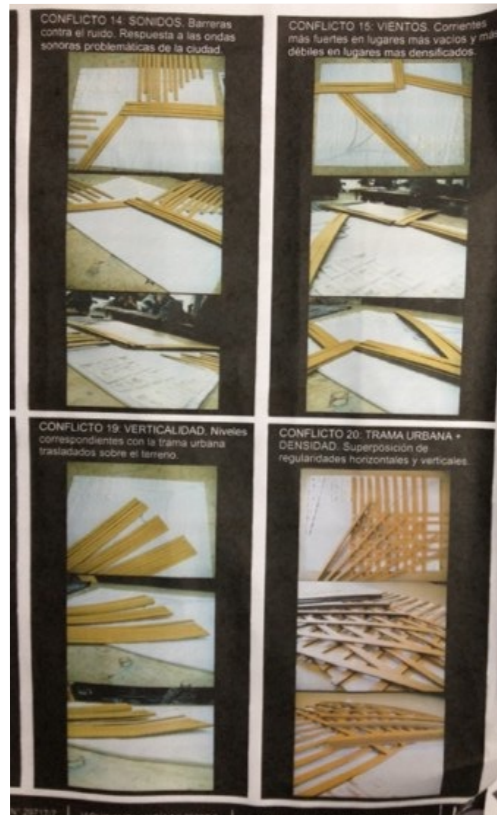 CONFLICTO 14: SONIDOS. Barreras
contra el ruido. Respuesta a las ondas
sonoras problemáticas de la ciudad.
CONFLICTO 15: VIENTOS. Corrientes
más fuertes en lugares más vacíos y más
débiles en lugares mas densificados.
CONFLICTO 19: VERTICALIDAD. Niveles
correspondientes con la trama urbana
trasladados sobre el terreno.
CONFLICTO 20: TRAMA URBANA +
DENSIDAD. Superposición de
regularidades horizontales y verticales.